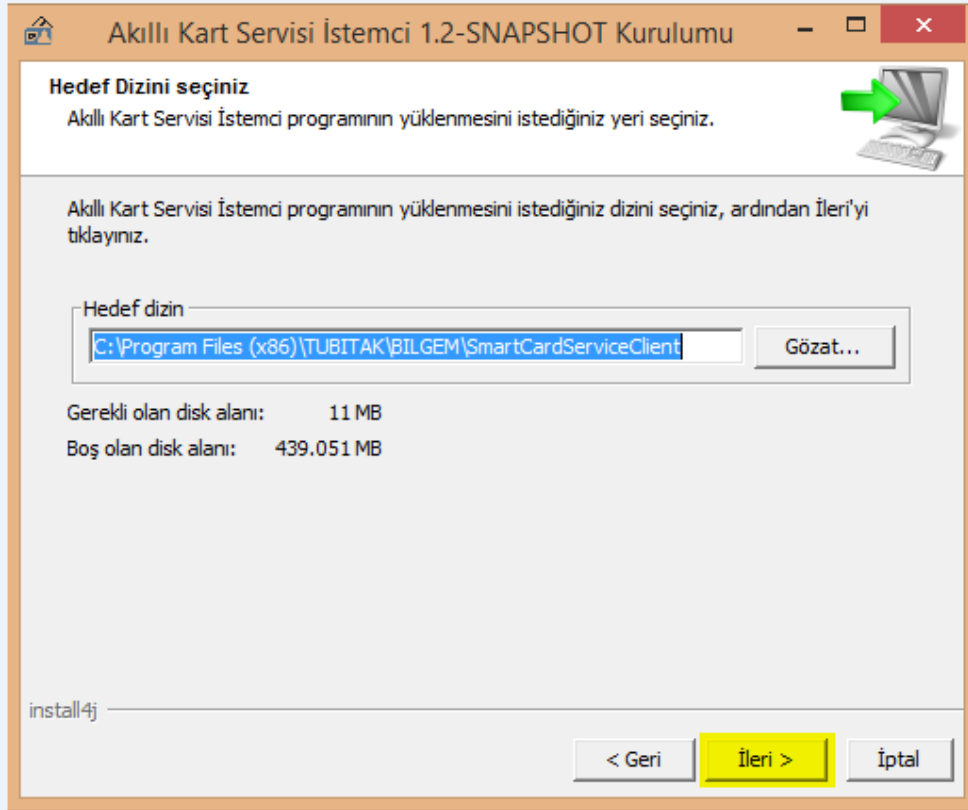 Akıllı Kart Servisi İstemci 1.2-SNAPSHOT Kurulumu
Hedef Dizini seçiniz
Akıllı Kart Servisi İstemci programının yüklenmesini istediğiniz yeri seçiniz.
Akıllı Kart Servisi İstemci programının yüklenmesini istediğiniz dizini seçiniz, ardından İleri'yi
tıklayınız.
Hedef dizin
C:\Program Files (x86)\TUBITAK\BILGEM\SmartCardServiceClient
Gözat...
Gerekli olan disk alanı: 11 MB
Boş olan disk alanı: 439.051 MB
install4j
< Geri
İleri >
İptal